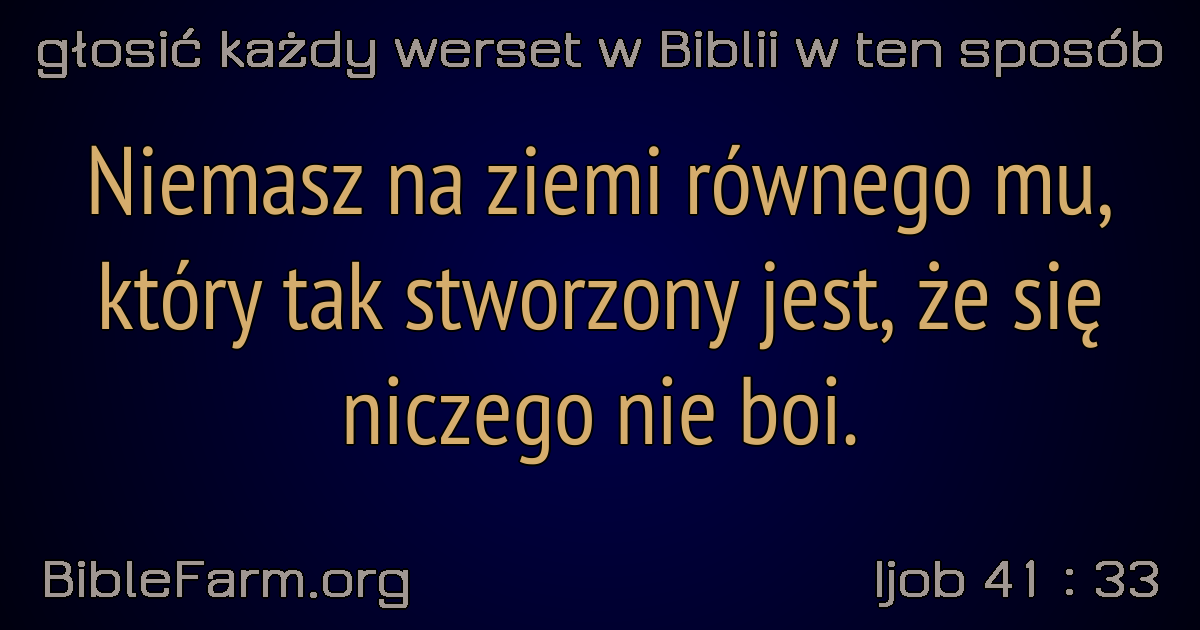 głosić każdy werset w Biblii w ten sposób
Niemasz na ziemi równego mu,
który tak stworzony jest, że się
niczego nie boi.
BibleFarm.org
Ijob 41 : 33